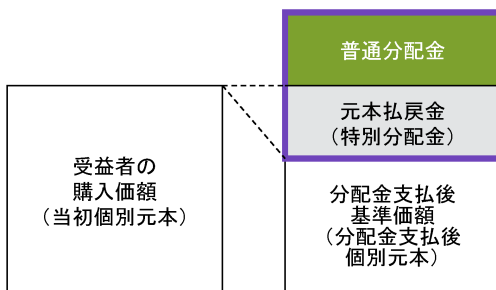 普通分配金
元本払戻金
（特別分配金）
受益者の
購入価額
（当初個別元本）
分配金支払後
基準価額
（分配金支払後
個別元本）